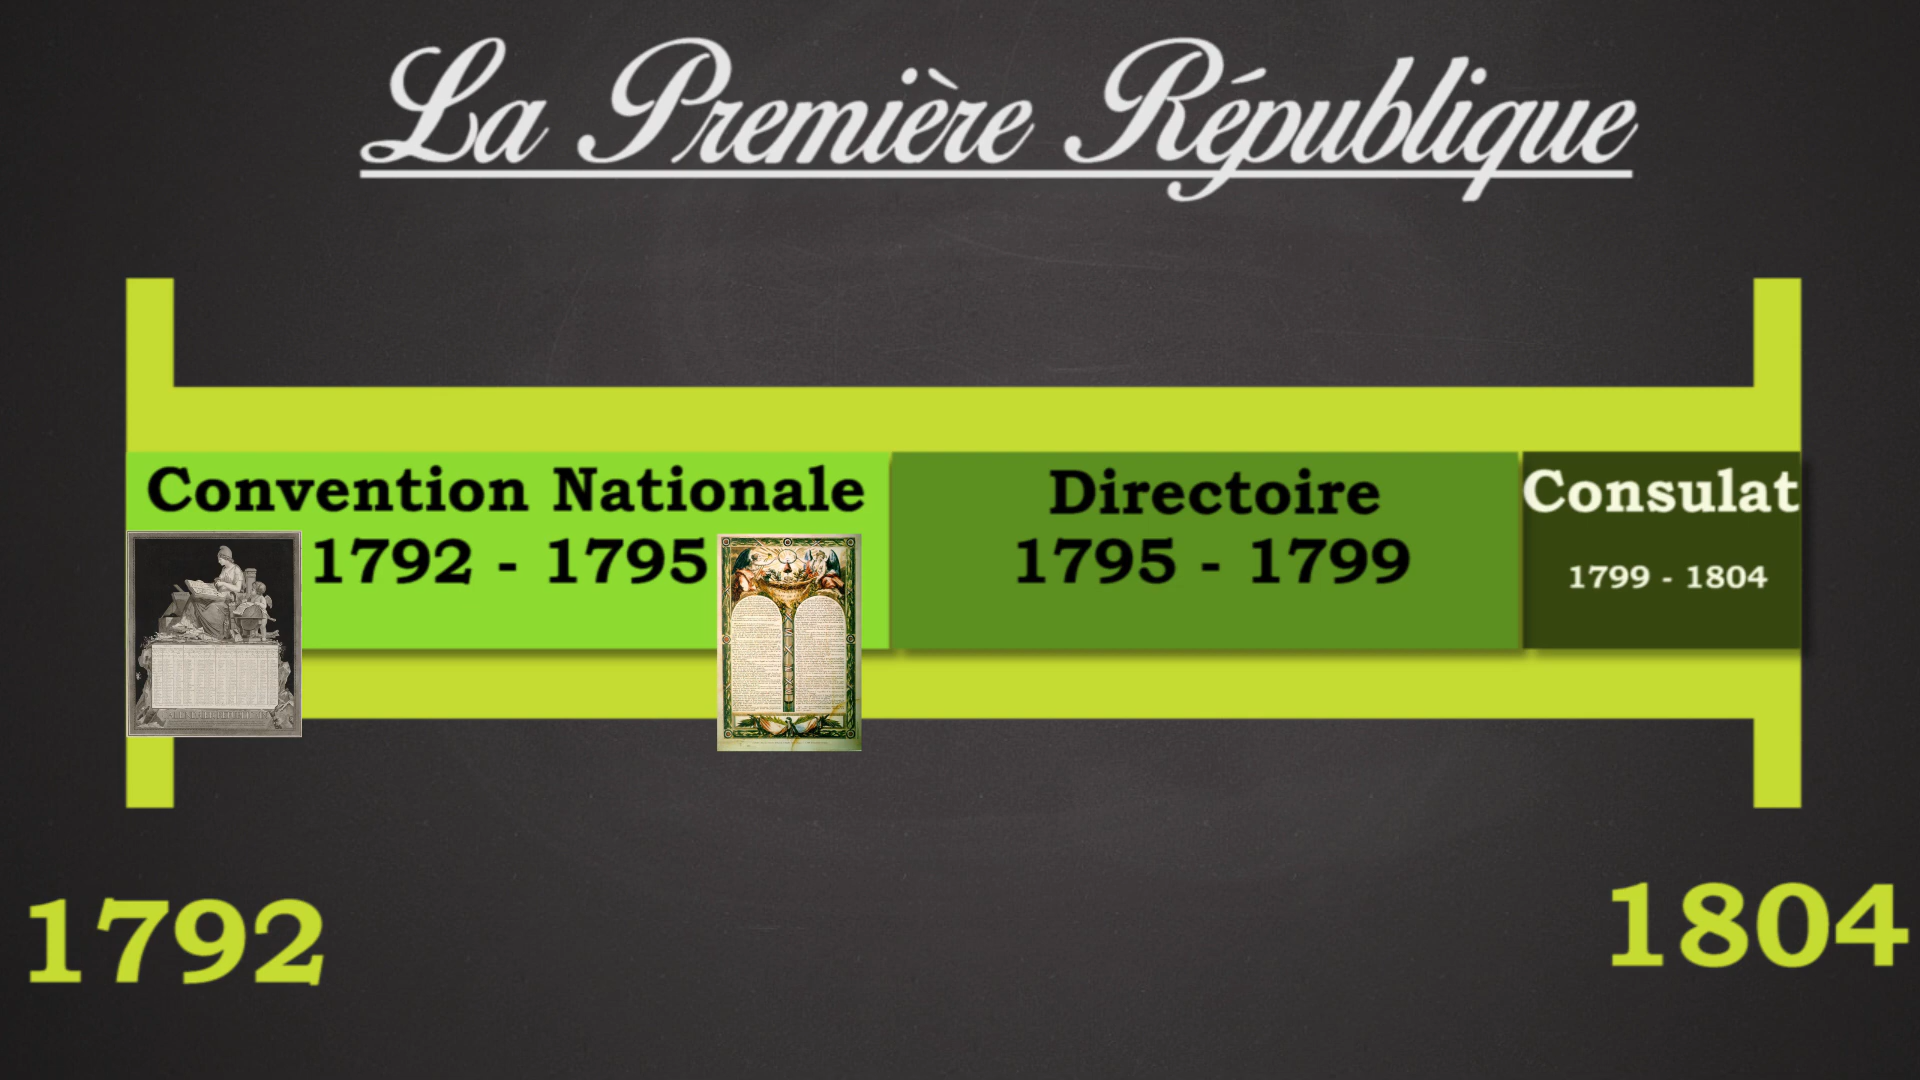 La Première République
Convention Nationale
1792 - 1795
Directoire
1795 - 1799
Consulat
1799 - 1804
1792
1804